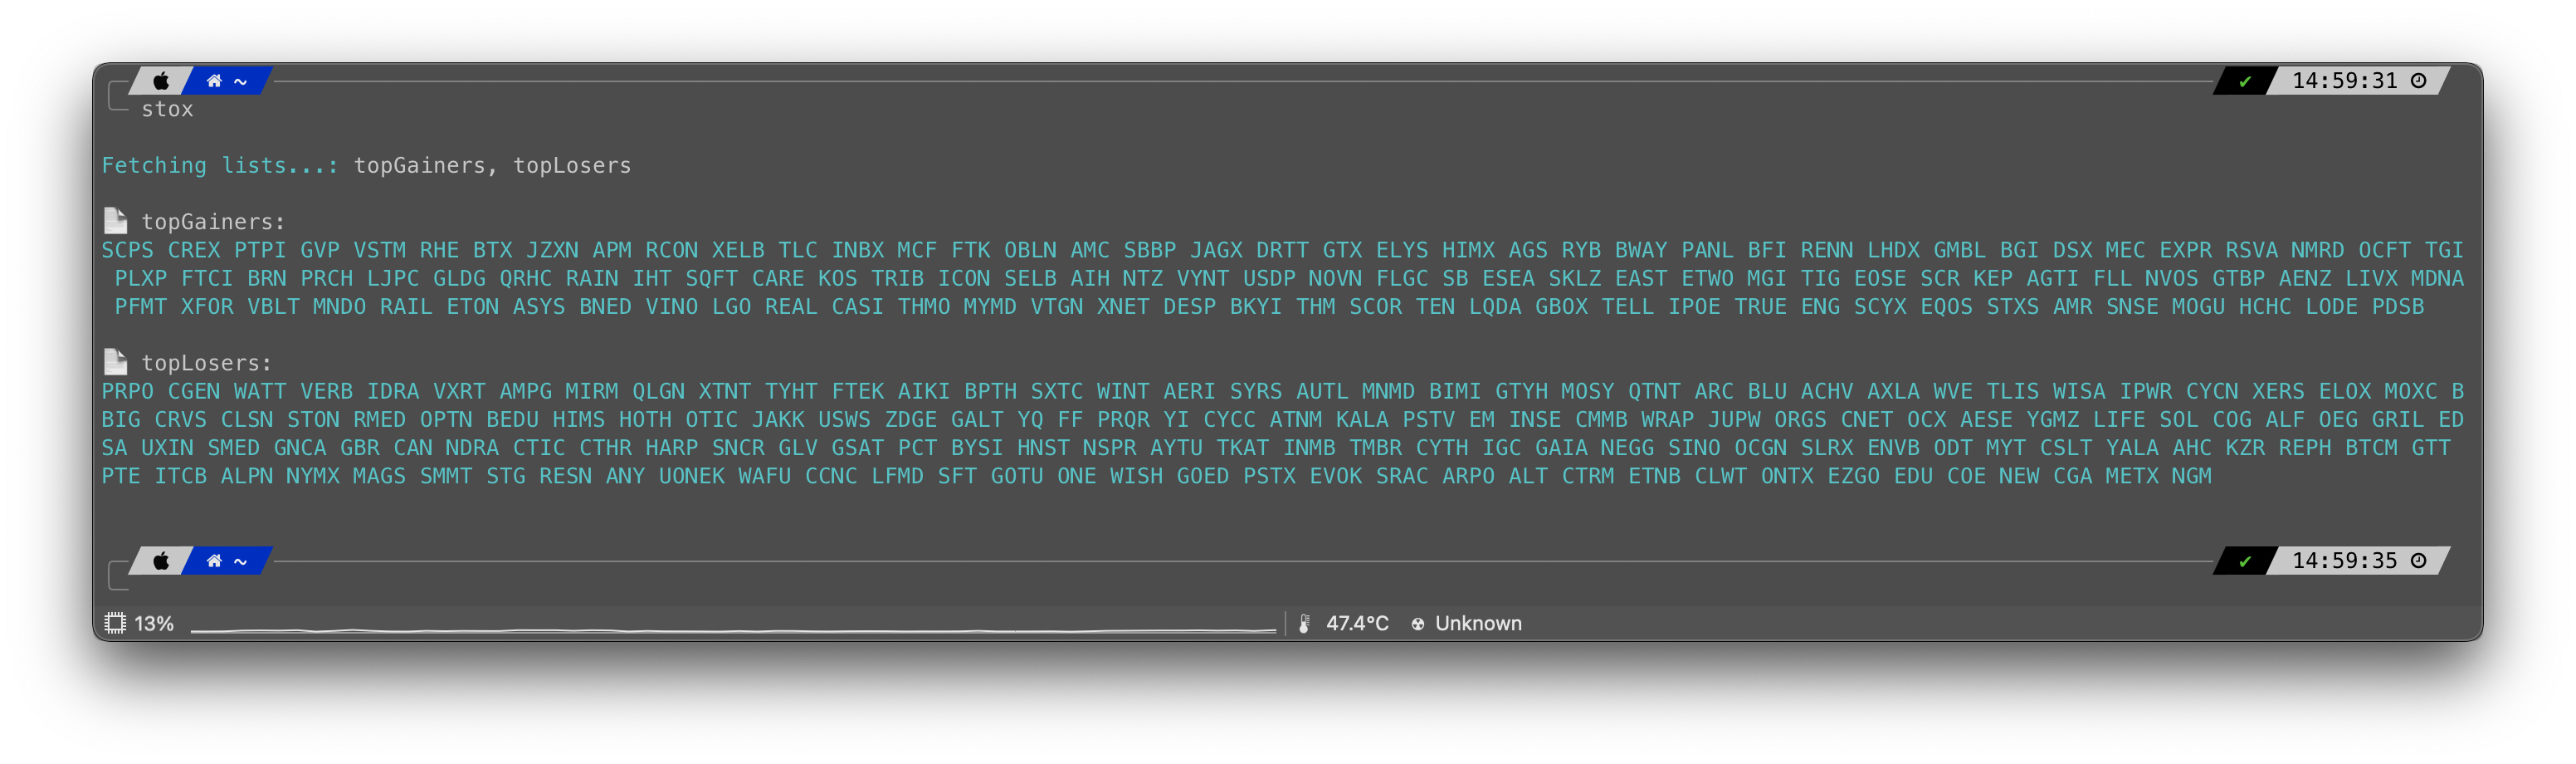 ~ ✔ 14:59:31
stox
Fetching lists...: topGainers, topLosers
topGainers:
SCPS CREX PTPI GVP VSTM RHE BTX JZXN APM RCON XELB TLC INBX MCF FTK OBLN AMC SBBP JAGX DRTT GTX ELYS HIMX AGS RYB BWAY PANL BFI RENN LHDX GMBL BGI DSX MEC EXPR RSVA NMRD OCFT TGI
PLXP FTCI BRN PRCH LJPC GLDG QRHC RAIN IHT SQFT CARE KOS TRIB ICON SELB AIH NTZ VYNT USDP NOVN FLGC SB ESEA SKLZ EAST ETWO MGI TIG EOSE SCR KEP AGTI FLL NVOS GTBP AENZ LIVX MDNA
PFMT XFOR VBLT MNDO RAIL ETON ASYS BNED VINO LGO REAL CASI THMO MYMD VTGN XNET DESP BKYI THM SCOR TEN LQDA GBOX TELL IPOE TRUE ENG SCYX EQOS STXS AMR SNSE MOGU HCHC LODE PDSB
topLosers:
PRPO CGEN WATT VERB IDRA VXRT AMPG MIRM QLGN XTNT TYHT FTEK AIKI BPTH SXTC WINT AERI SYRS AUTL MNMD BIMI GTYH MOSY QTNT ARC BLU ACHV AXLA WVE TLIS WISA IPWR CYCN XERS ELOX MOXC B
BIG CRVS CLSN STON RMED OPTN BEDU HIMS HOTH OTIC JAKK USWS ZDGE GALT YQ FF PRQR YI CYCC ATNM KALA PSTV EM INSE CMMB WRAP JUPW ORGS CNET OCX AESE YGMZ LIFE SOL COG ALF OEG GRIL ED
SA UXIN SMED GNCA GBR CAN NDRA CTIC CTHR HARP SNCR GLV GSAT PCT BYSI HNST NSPR AYTU TKAT INMB TMBR CYTH IGC GAIA NEGG SINO OCGN SLRX ENVB ODT MYT CSLT YALA AHC KZR REPH BTCM GTT
PTE ITCB ALPN NYMX MAGS SMMT STG RESN ANY UONEK WAFU CCNC LFMD SFT GOTU ONE WISH GOED PSTX EVOK SRAC ARPO ALT CTRM ETNB CLWT ONTX EZGO EDU COE NEW CGA METX NGM
~ ✔ 14:59:35
13% 47.4°C Unknown